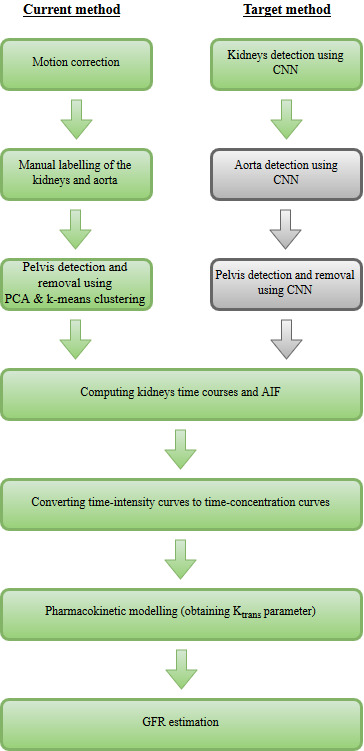 Current method
Target method
Motion correction
Kidneys detection using
CNN
Manual labelling of the
kidneys and aorta
Aorta detection using
CNN
Pelvis detection and
removal using
PCA & k-means clustering
Pelvis detection and removal
using CNN
Computing kidneys time courses and AIF
Converting time-intensity curves to time-concentration curves
Pharmacokinetic modelling (obtaining Ktrans parameter)
GFR estimation